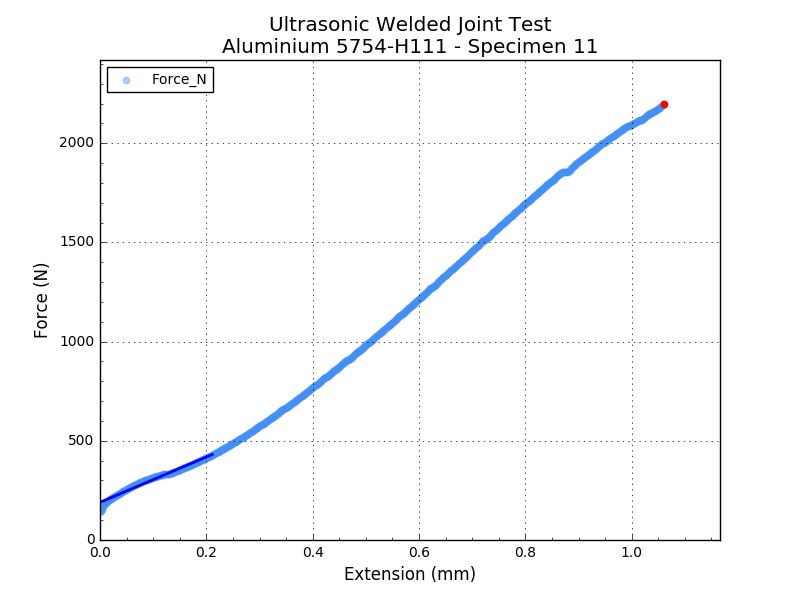 Ultrasonic Welded Joint Test
Aluminium 5754-H111 - Specimen 11
Force_N
2000
1500
1000
500
0
Force (N)
0.0 0.2 0.4 0.6 0.8 1.0
Extension (mm)